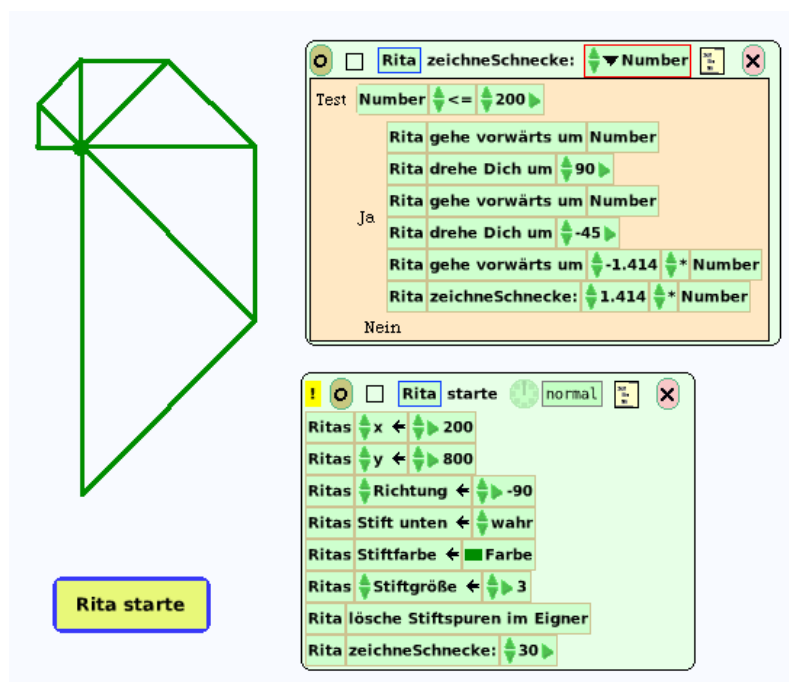 Rita zeichneSchnecke: Number
Test Number <= 200
Rita gehe vorwärts um Number
Rita drehe Dich um 90
Rita gehe vorwärts um Number
Ja
Rita drehe Dich um -45
Rita gehe vorwärts um -1.414 * Number
Rita zeichneSchnecke: 1.414 * Number
Nein
! Rita starte normal
Ritas x ← 200
Ritas y ← 800
Ritas Richtung ← -90
Ritas Stift unten ← wahr
Ritas Stiftfarbe ← Farbe
Ritas Stiftgröße ← 3
Rita lösche Stiftspuren im Eigner
Rita zeichneSchnecke: 30
Rita starte